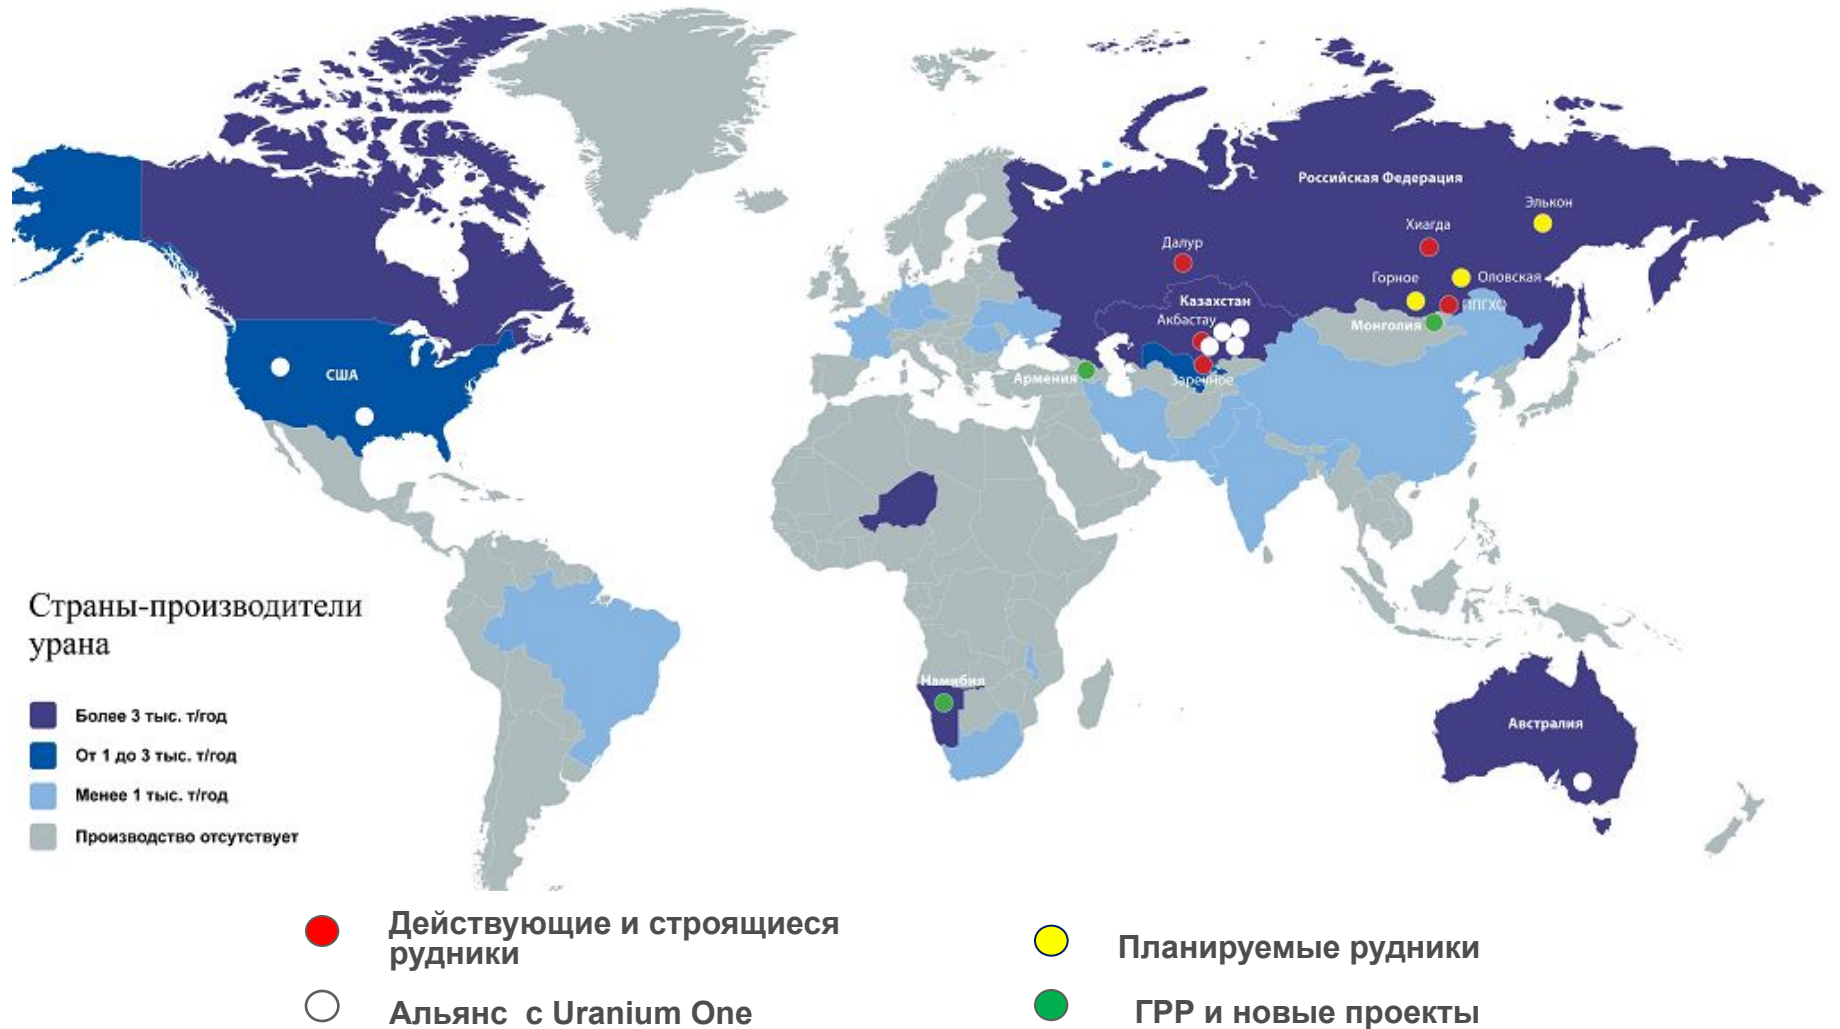 Российская Федерация
Элькон
Хиагда
Далур
Горное
Оловская
Казахстан
ППГХО
Акбастау
Монголия
США
Армения
Заречное
Страны-производители
урана
Намибия
Более 3 тыс. т/год
Австралия
От 1 до 3 тыс. т/год
Менее 1 тыс. т/год
Производство отсутствует
Действующие и строящиеся
рудники
Планируемые рудники
Альянс с Uranium One
ГРР и новые проекты